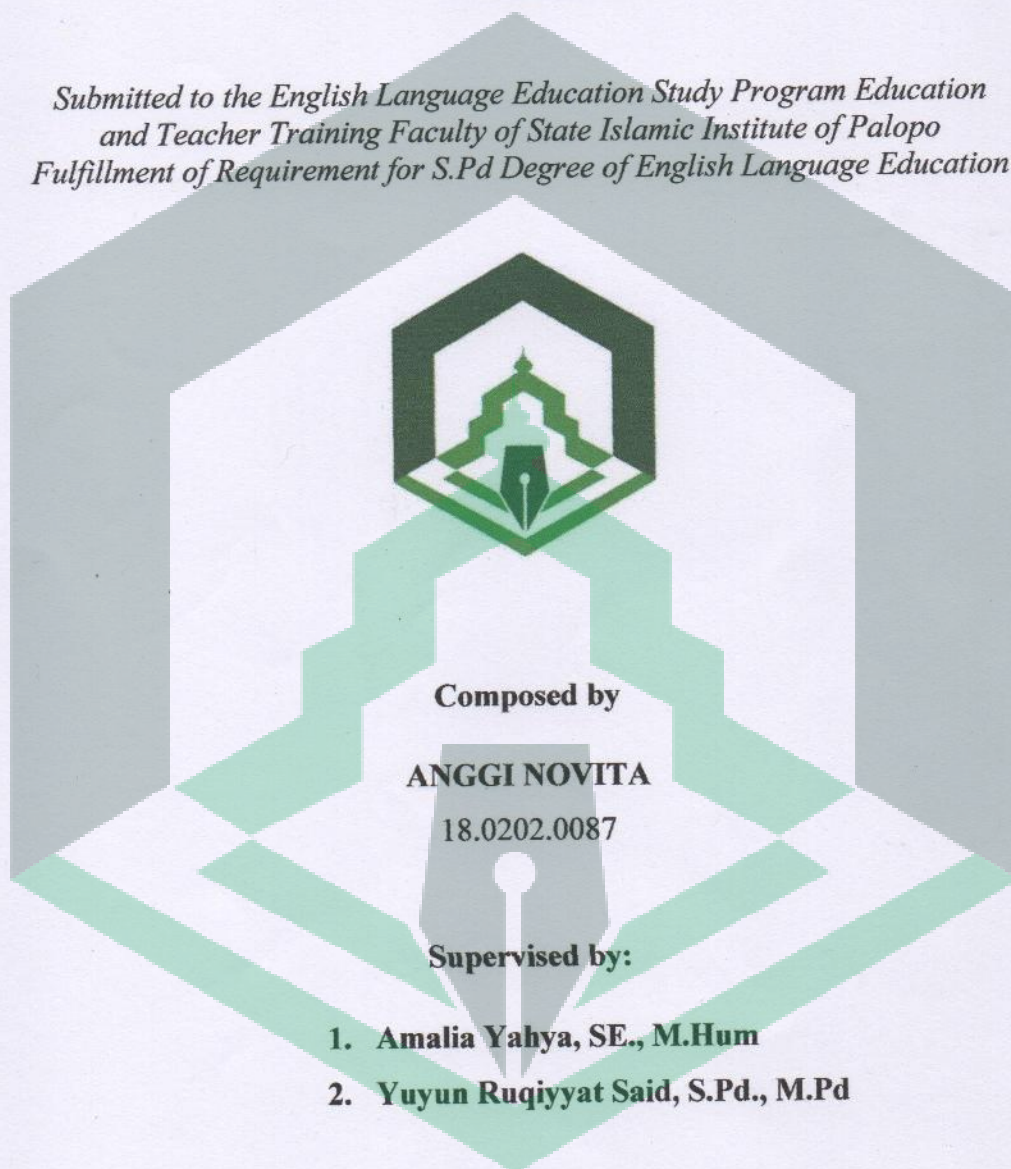 Submitted to the English Language Education Study Program Education
and Teacher Training Faculty of State Islamic Institute of Palopo
Fulfillment of Requirement for S.Pd Degree of English Language Education
Composed by
ANGGI NOVITA
18.0202.0087
Supervised by:
1. Amalia Yahya, SE., M.Hum
2. Yuyun Ruqiyyat Said, S.Pd., M.Pd